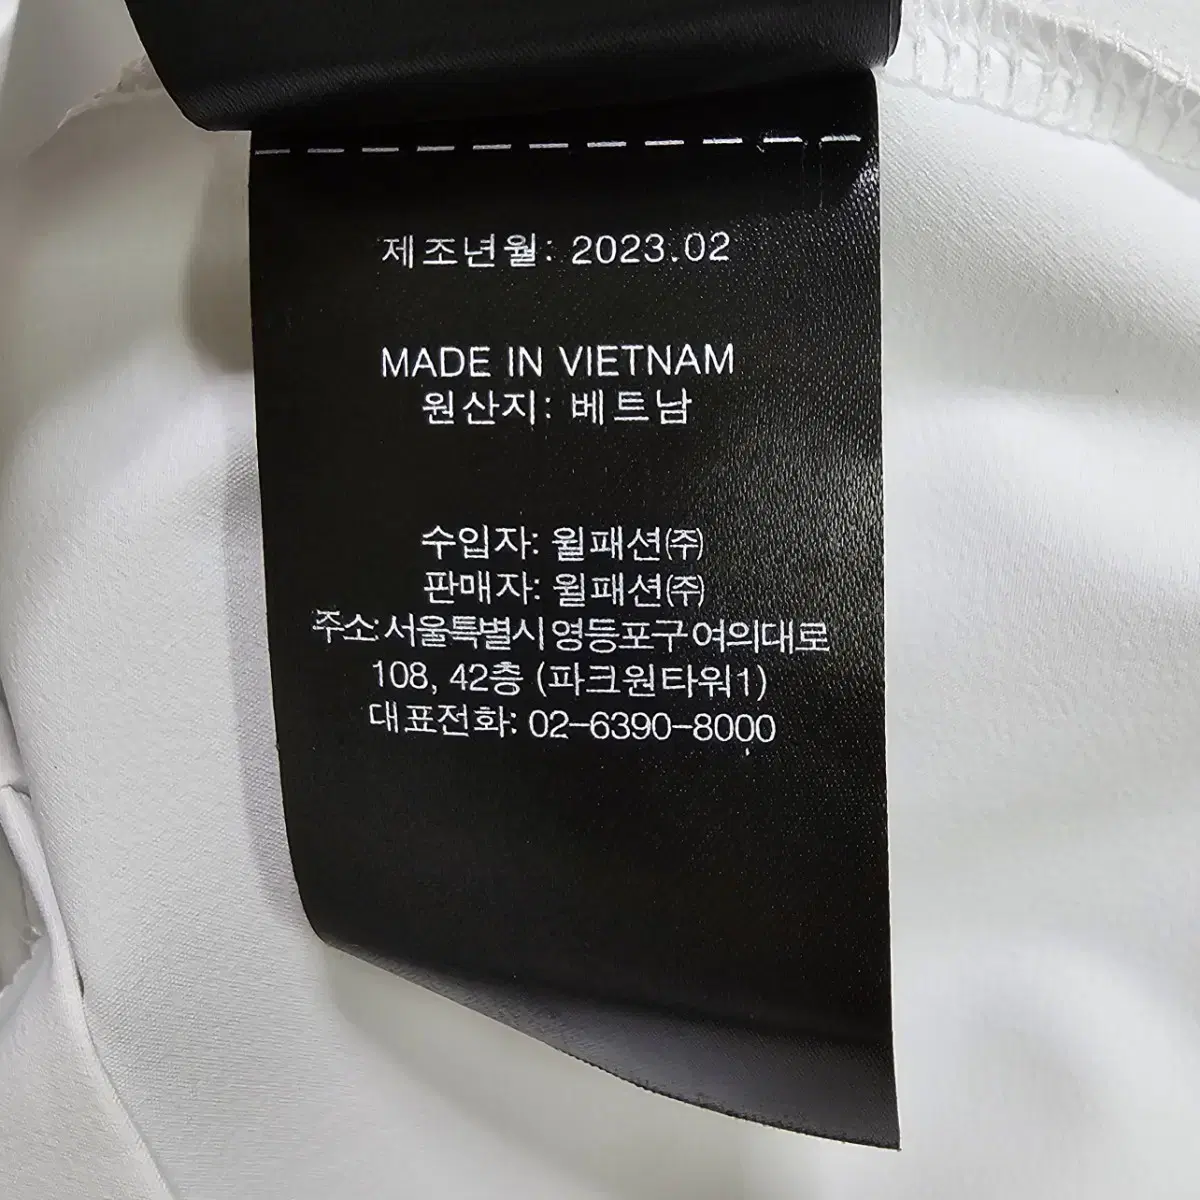 제조년월: 2023.02
MADE IN VIETNAM
원산지: 베트남
수입자: 윌패션㈜
판매자: 윌패션㈜
주소:서울특별시 영등포구 여의대로
108, 42층 (파크원타워1)
대표전화: 02-6390-8000